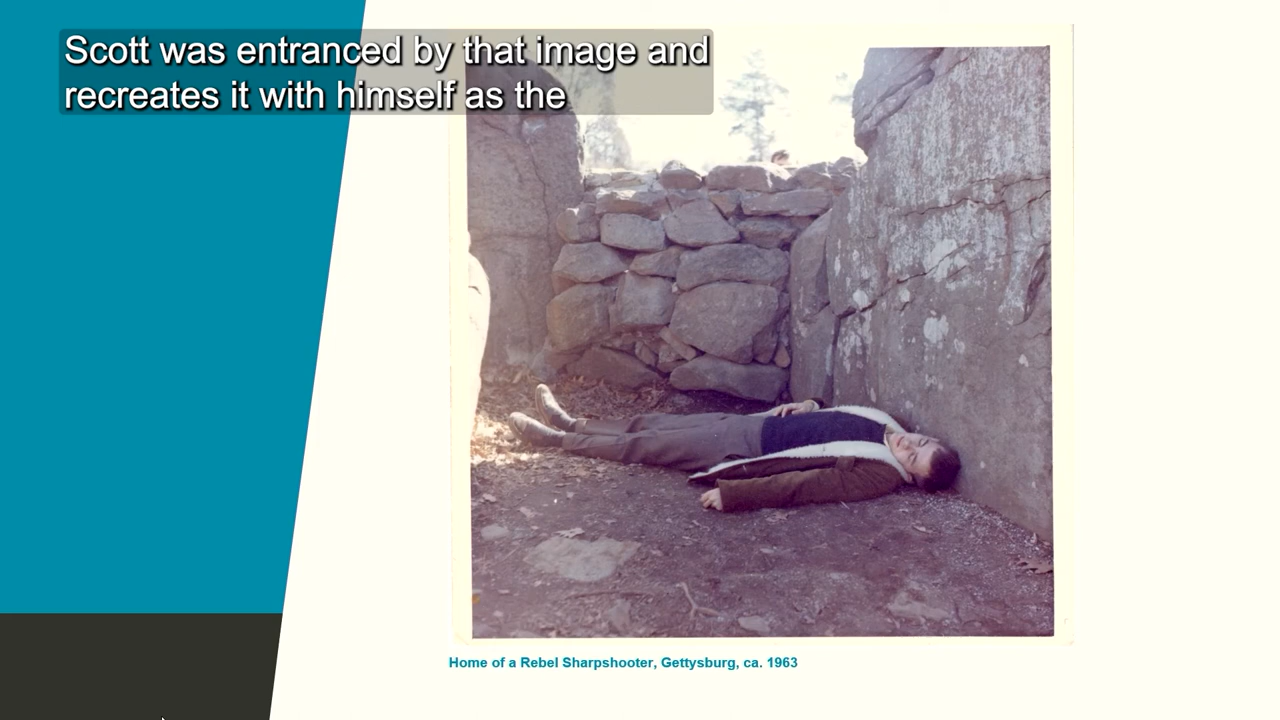 Scott was entranced by that image and
recreates it with himself as the
Home of a Rebel Sharpshooter, Gettysburg, ca. 1963